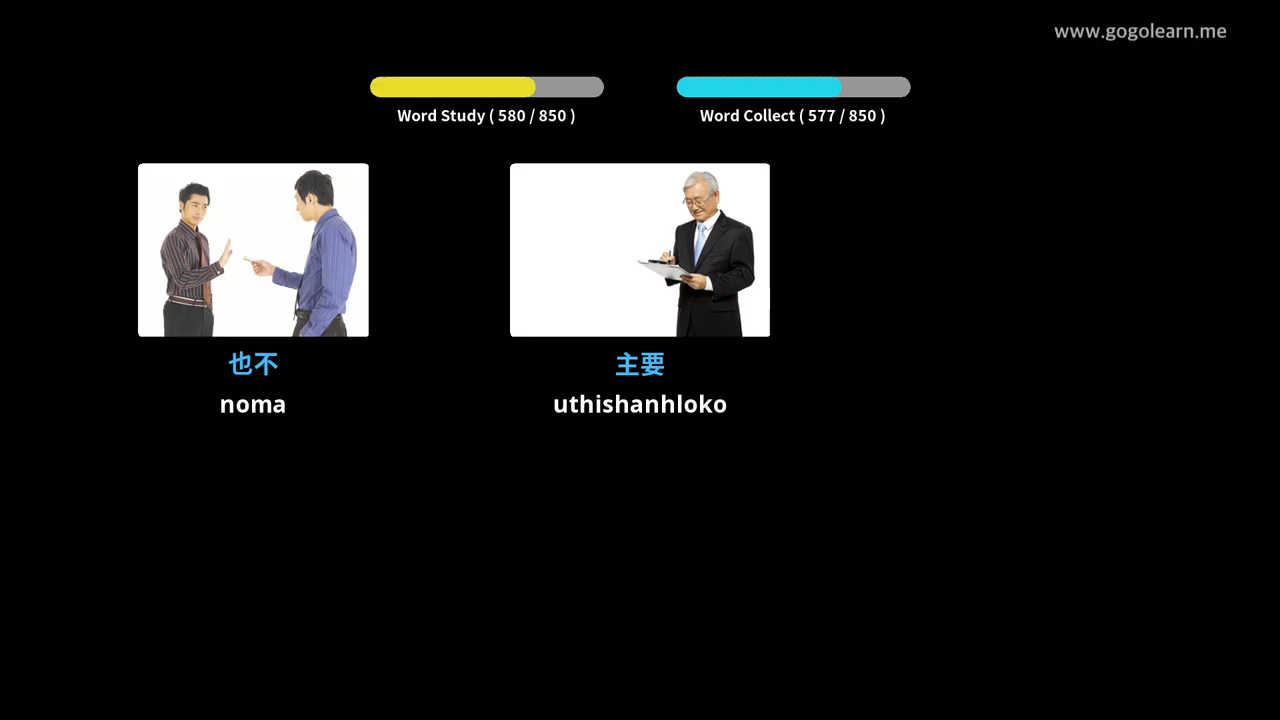 www.gogolearn.me
Word Study ( 580 / 850 )
Word Collect ( 577 / 850 )
也不
主要
noma
uthishanhloko